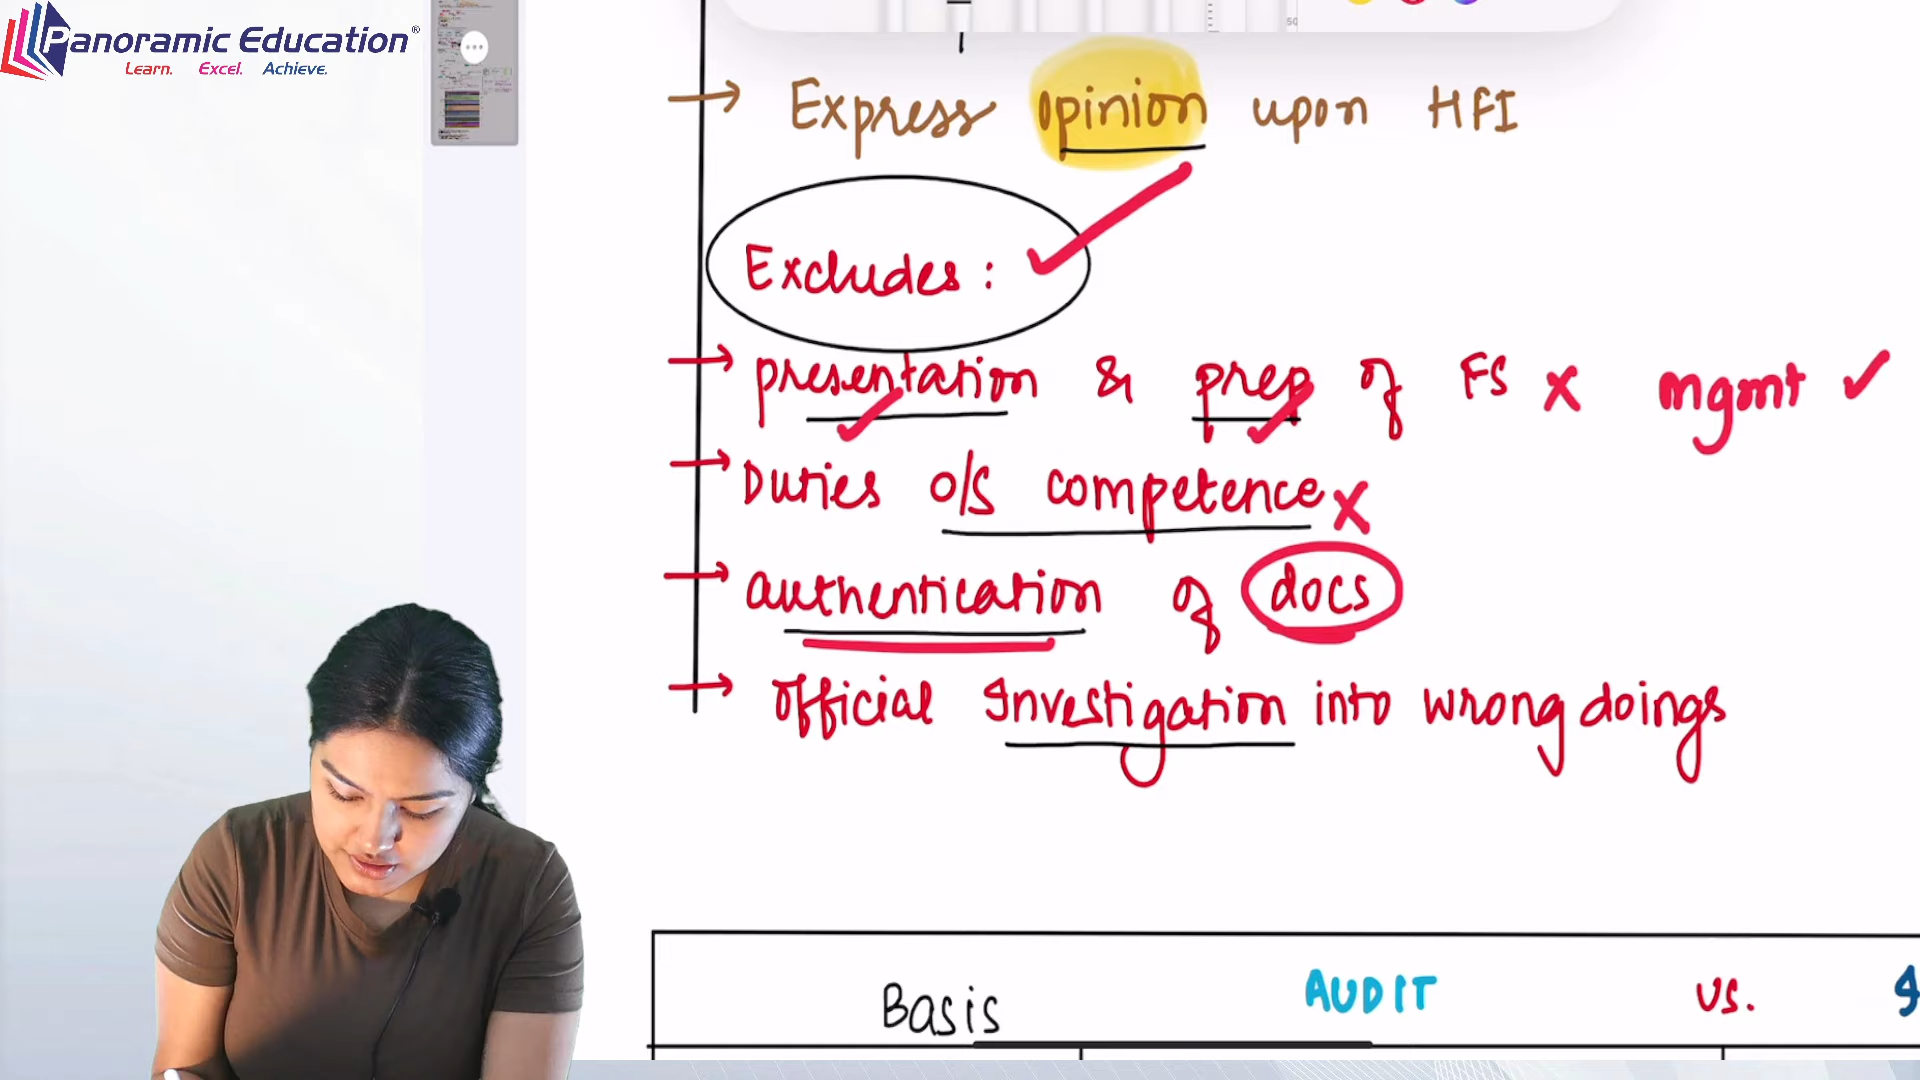 Panoramic Education®
Learn. Excel. Achieve.
50
→ Express opinion upon HFI
Excludes:
→ presentation & prep of FS x mgmt ✓
→ Duties o/s competence x
→ authentication of docs
→ official Investigation into wrong doings
Basis AUDIT vs.